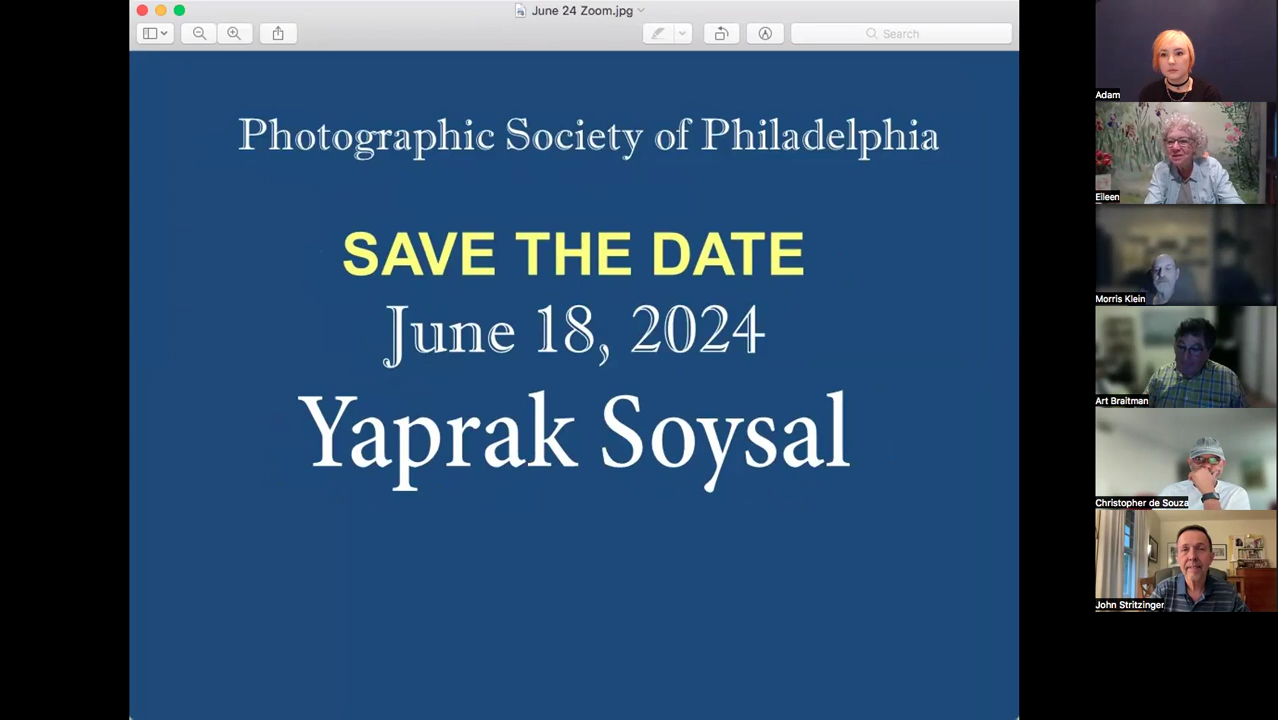 June 24 Zoom.jpg
Search
Photographic Society of Philadelphia
SAVE THE DATE
June 18, 2024
Yaprak Soysal
Adam
Eileen
Morris Klein
Art Braitman
Christopher de Souza
John Stritzinger